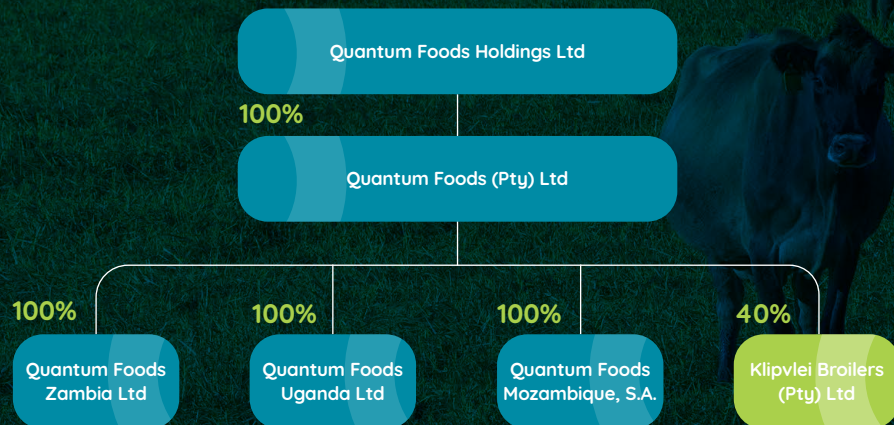 Quantum Foods Holdings Ltd
100%
Quantum Foods (Pty) Ltd
100%
100%
100%
40%
Quantum Foods
Zambia Ltd
Quantum Foods
Uganda Ltd
Quantum Foods
Mozambique, S.A.
Klipvlei Broilers
(Pty) Ltd